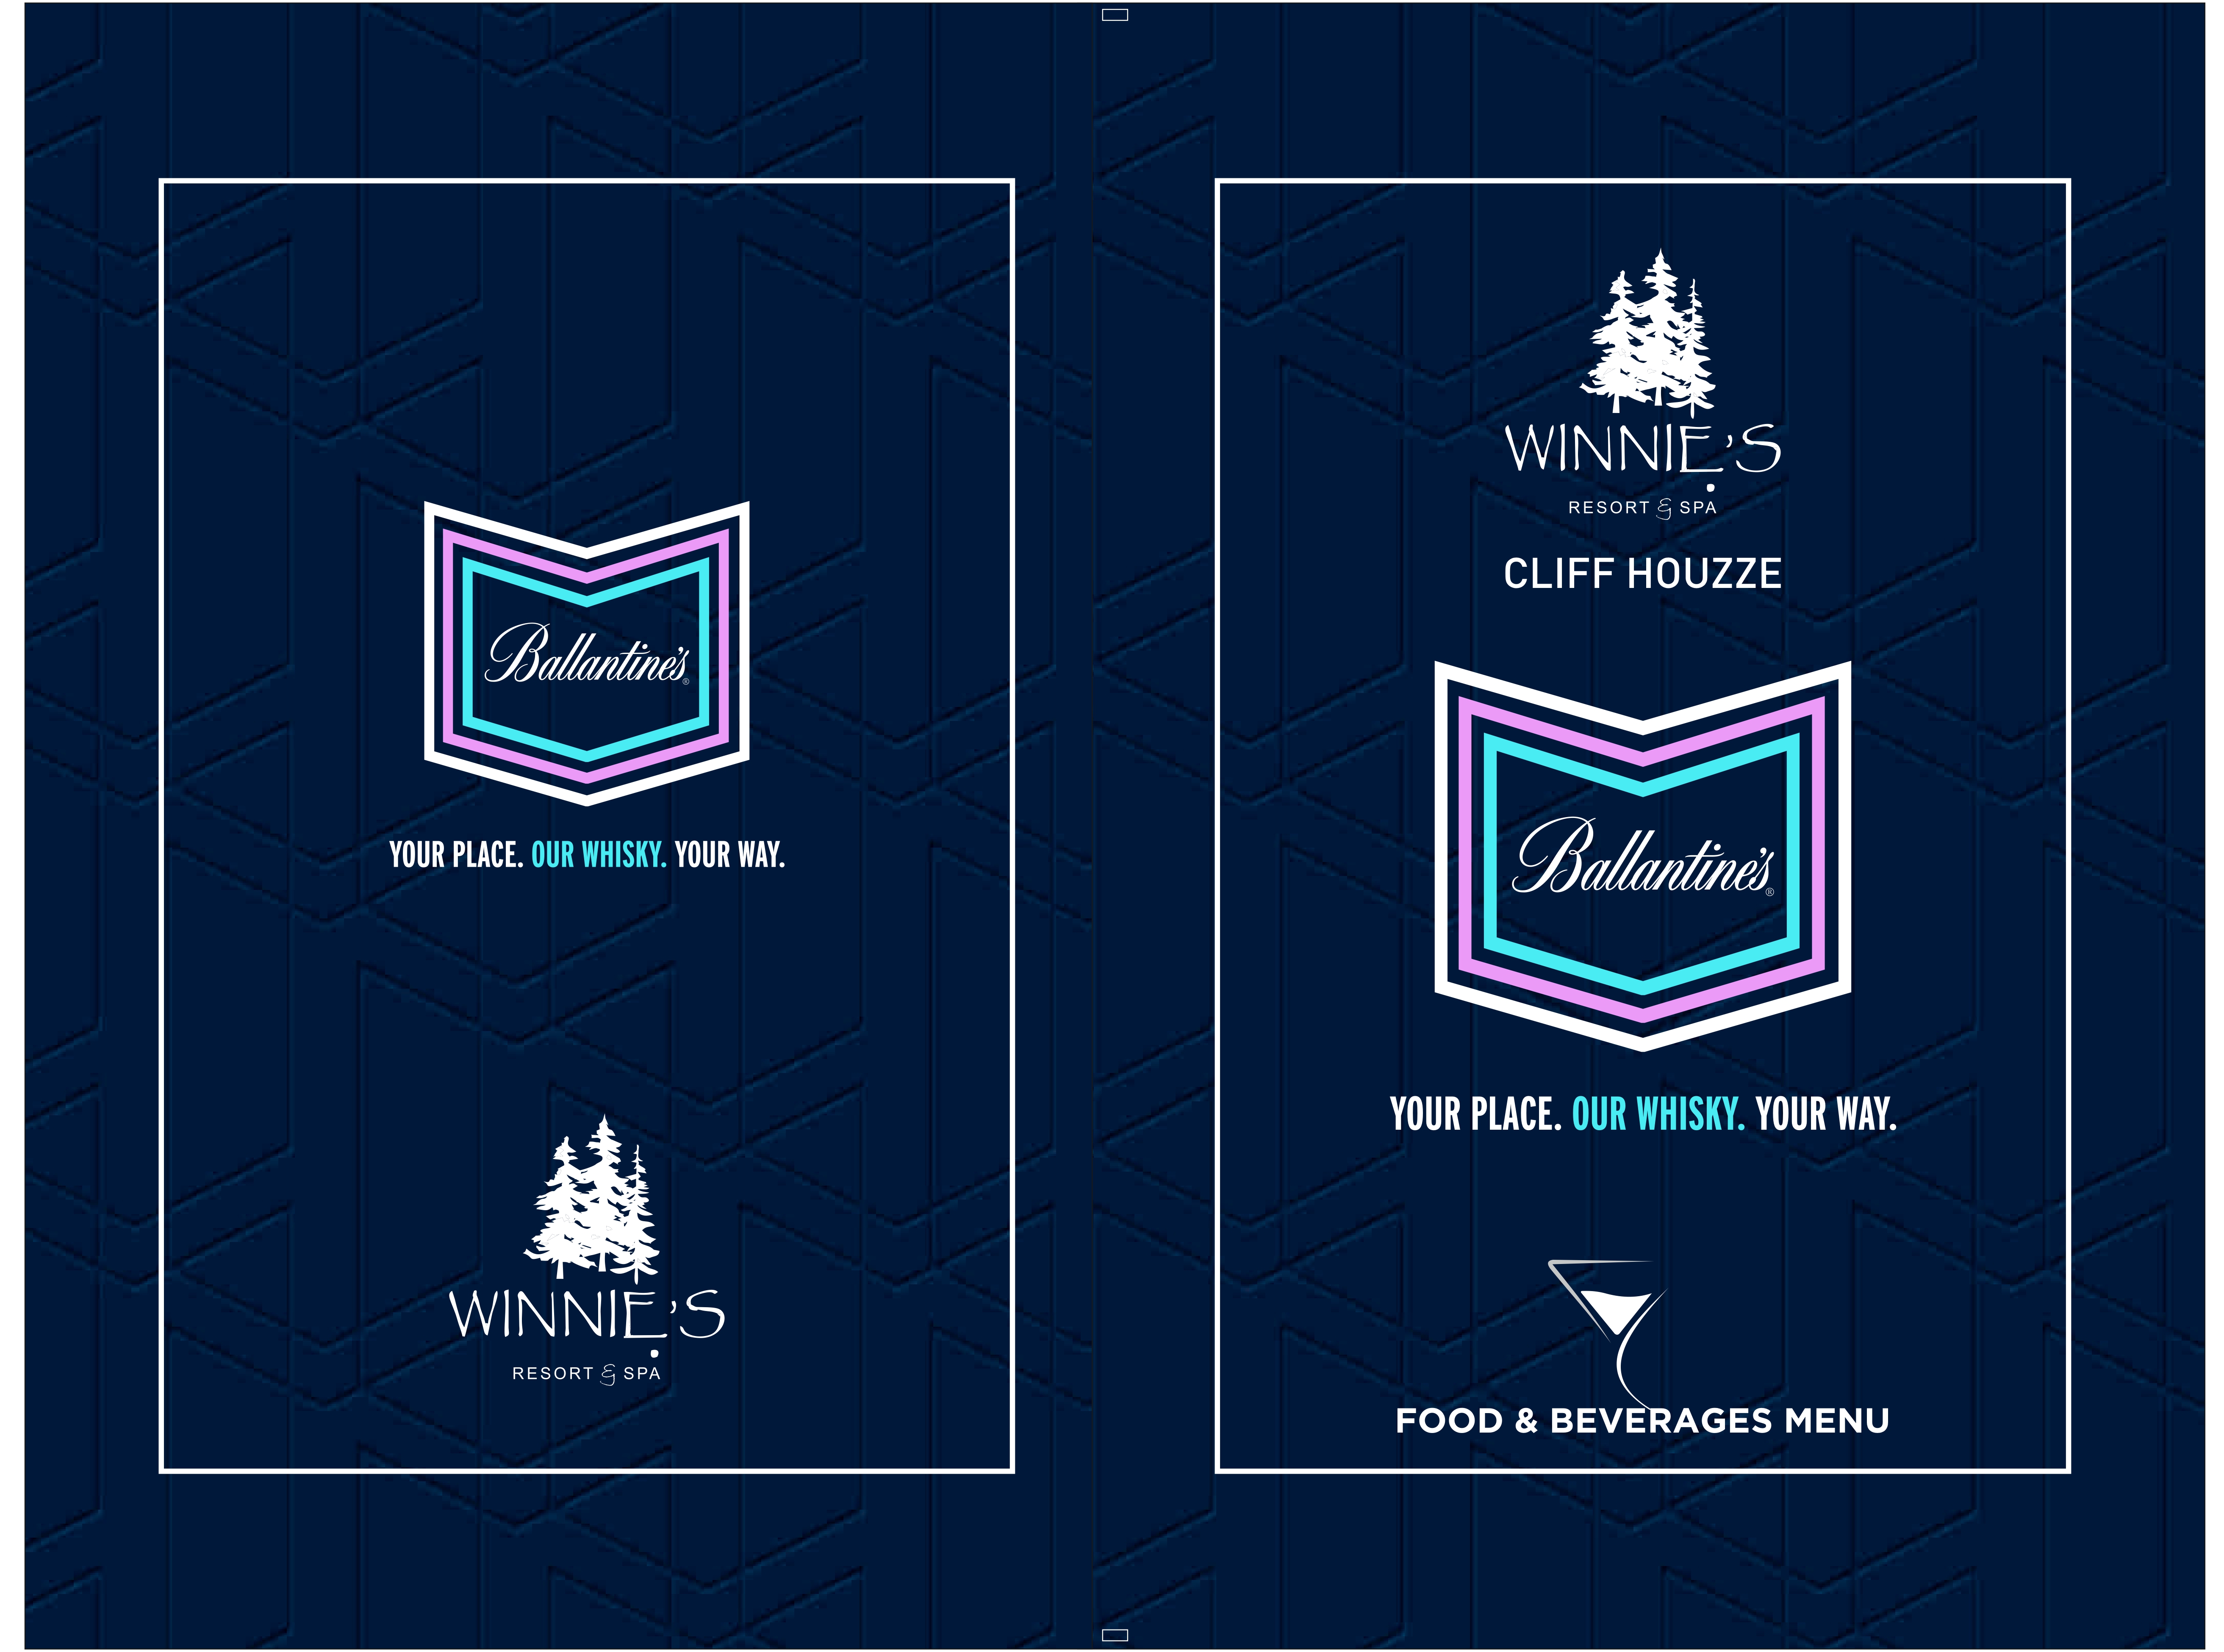 Ballantine's®
YOUR PLACE. OUR WHISKY. YOUR WAY.
WINNIE'S
RESORT & SPA
WINNIE'S
RESORT & SPA
CLIFF HOUZZE
Ballantine's®
YOUR PLACE. OUR WHISKY. YOUR WAY.
FOOD & BEVERAGES MENU